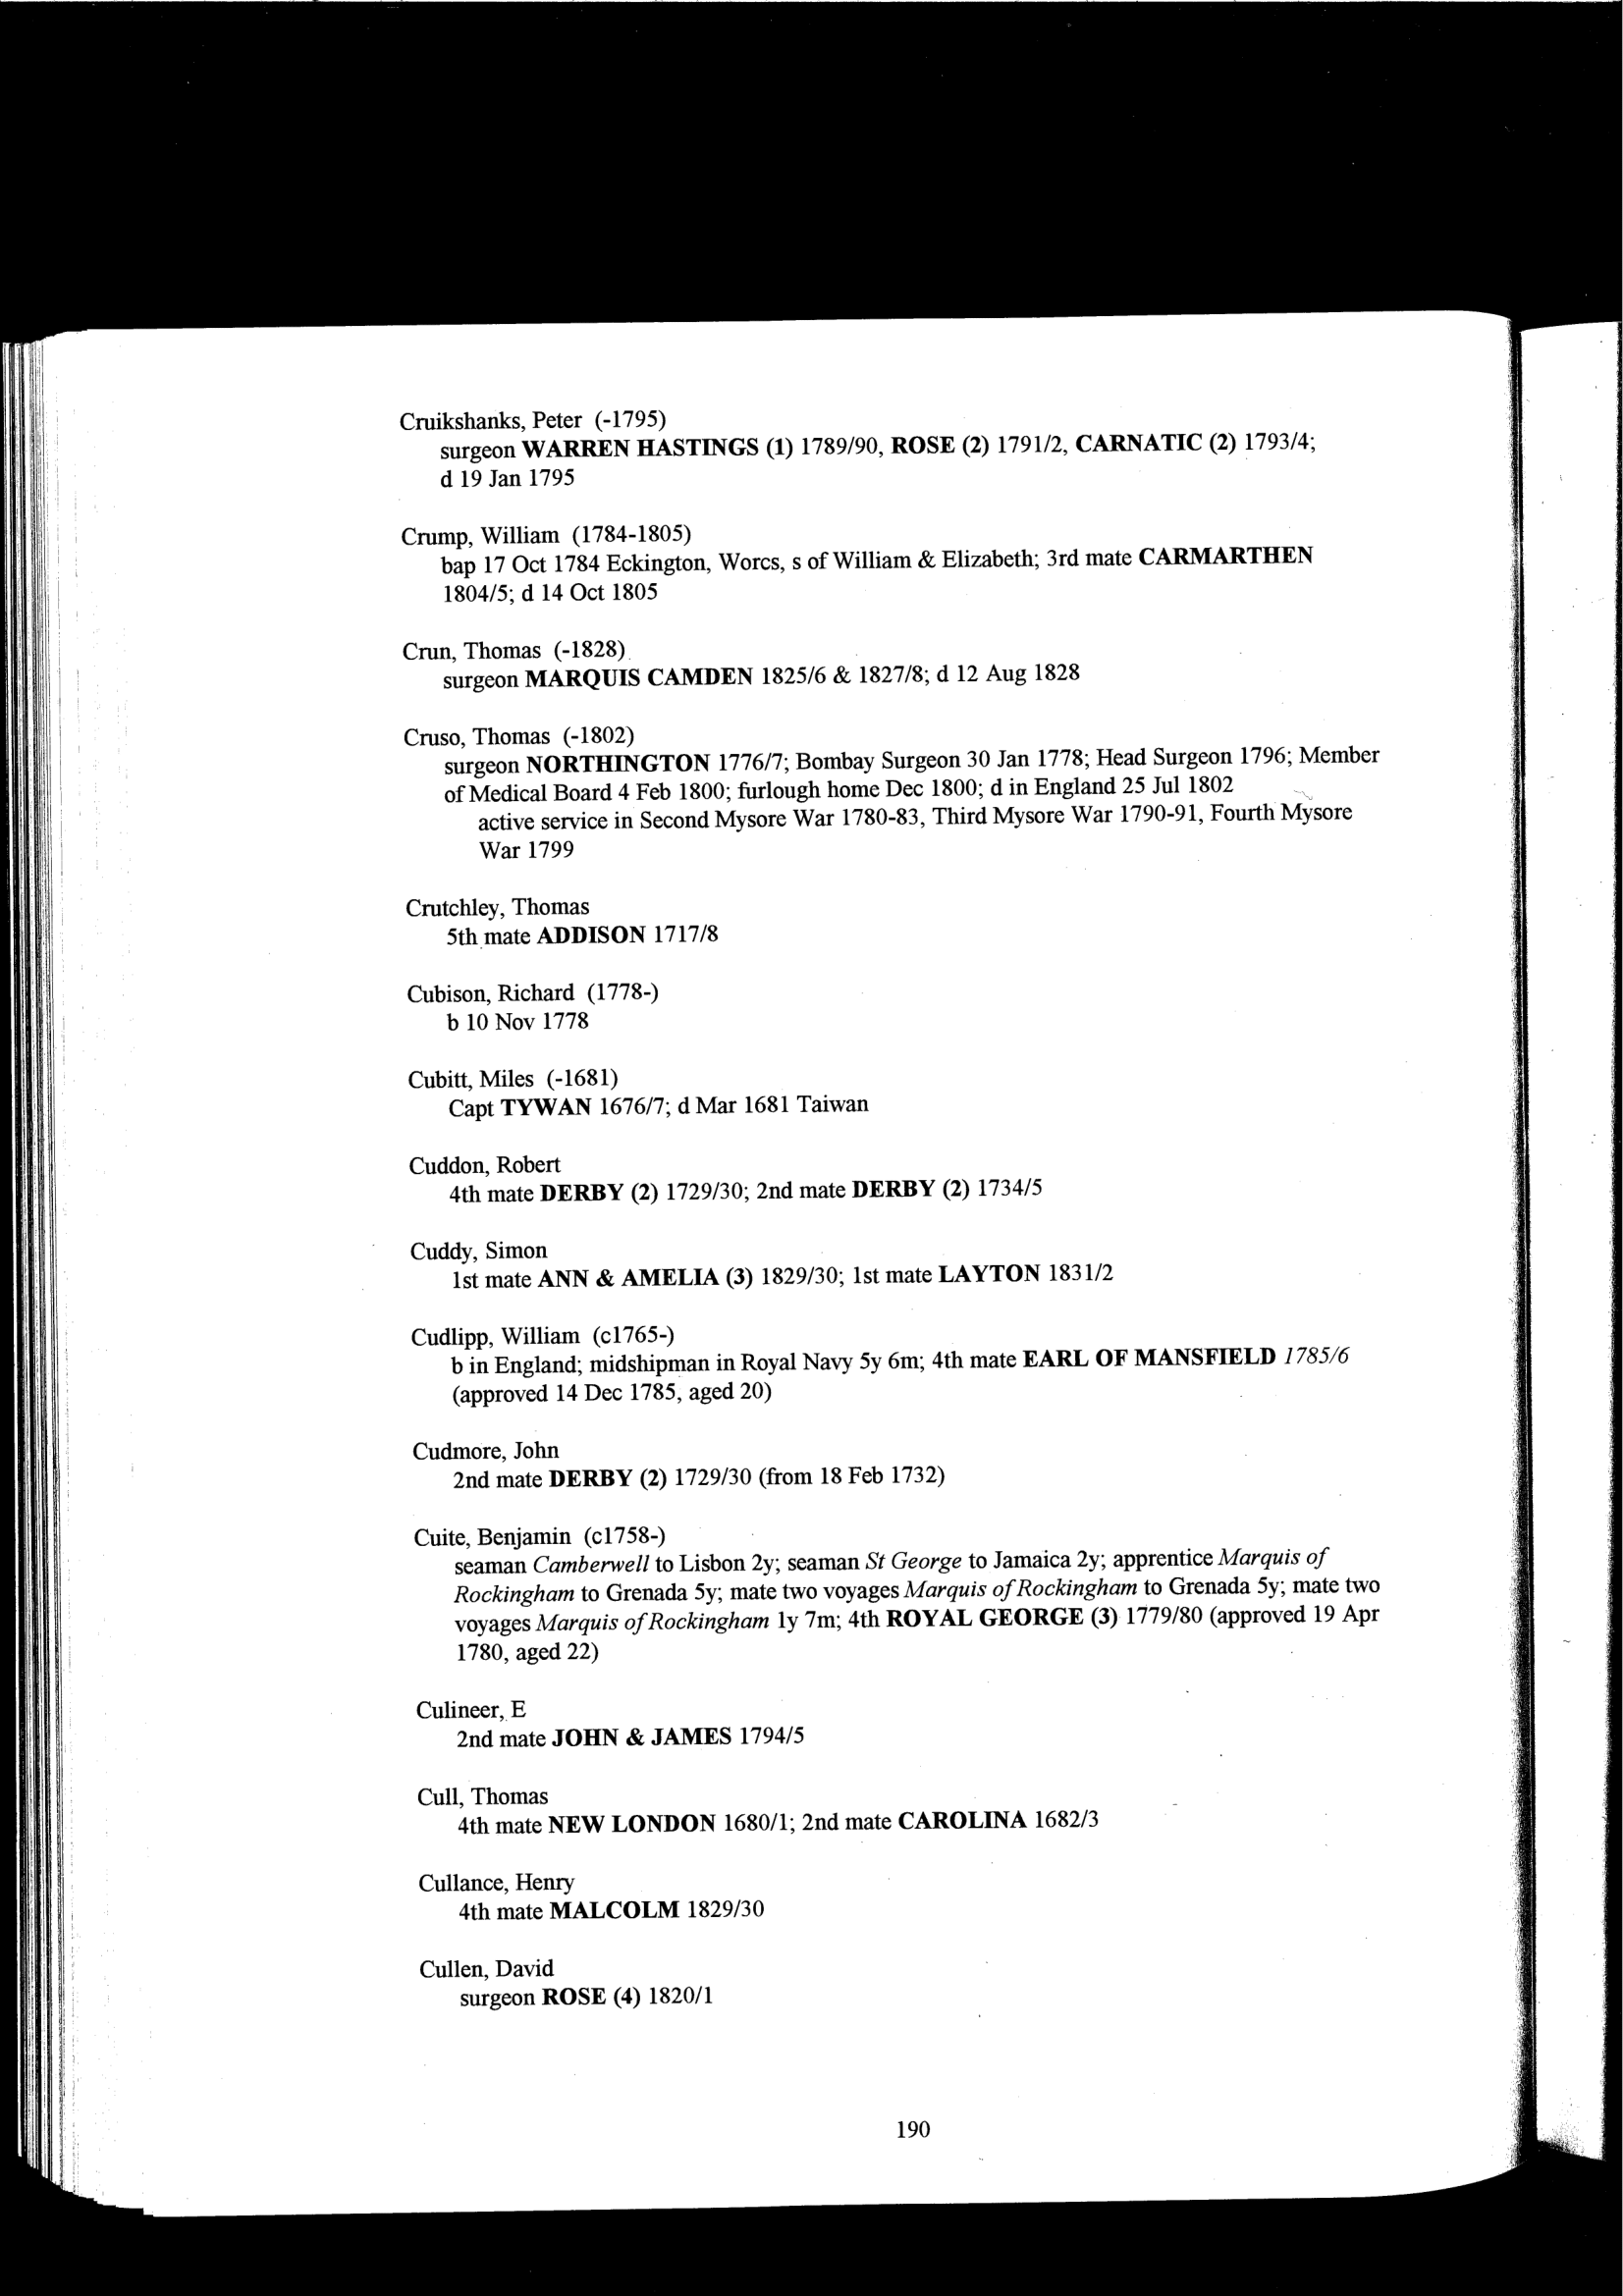 Cruikshanks, Peter (-1795)
surgeon WARREN HASTINGS (1) 1789/90, ROSE (2) 1791/2, CARNATIC (2) 1793/4;
d 19 Jan 1795
Crump, William (1784-1805)
bap 17 Oct 1784 Eckington, Worcs, s of William & Elizabeth; 3rd mate CARMARTHEN
1804/5; d 14 Oct 1805
Crun, Thomas (-1828)
surgeon MARQUIS CAMDEN 1825/6 & 1827/8; d 12 Aug 1828
Cruso, Thomas (-1802)
surgeon NORTHINGTON 1776/7; Bombay Surgeon 30 Jan 1778; Head Surgeon 1796; Member
of Medical Board 4 Feb 1800; furlough home Dec 1800; d in England 25 Jul 1802
active service in Second Mysore War 1780-83, Third Mysore War 1790-91, Fourth Mysore
War 1799
Crutchley, Thomas
5th mate ADDISON 1717/8
Cubison, Richard (1778-)
b 10 Nov 1778
Cubitt, Miles (-1681)
Capt TYWAN 1676/7; d Mar 1681 Taiwan
Cuddon, Robert
4th mate DERBY (2) 1729/30; 2nd mate DERBY (2) 1734/5
Cuddy, Simon
1st mate ANN & AMELIA (3) 1829/30; 1st mate LAYTON 1831/2
Cudlipp, William (c1765-)
b in England; midshipman in Royal Navy 5y 6m; 4th mate EARL OF MANSFIELD 1785/6
(approved 14 Dec 1785, aged 20)
Cudmore, John
2nd mate DERBY (2) 1729/30 (from 18 Feb 1732)
Cuite, Benjamin (c1758-)
seaman Camberwell to Lisbon 2y; seaman St George to Jamaica 2y; apprentice Marquis of
Rockingham to Grenada 5y; mate two voyages Marquis of Rockingham to Grenada 5y; mate two
voyages Marquis of Rockingham 1y 7m; 4th ROYAL GEORGE (3) 1779/80 (approved 19 Apr
1780, aged 22)
Culineer, E
2nd mate JOHN & JAMES 1794/5
Cull, Thomas
4th mate NEW LONDON 1680/1; 2nd mate CAROLINA 1682/3
Cullance, Henry
4th mate MALCOLM 1829/30
Cullen, David
surgeon ROSE (4) 1820/1
190